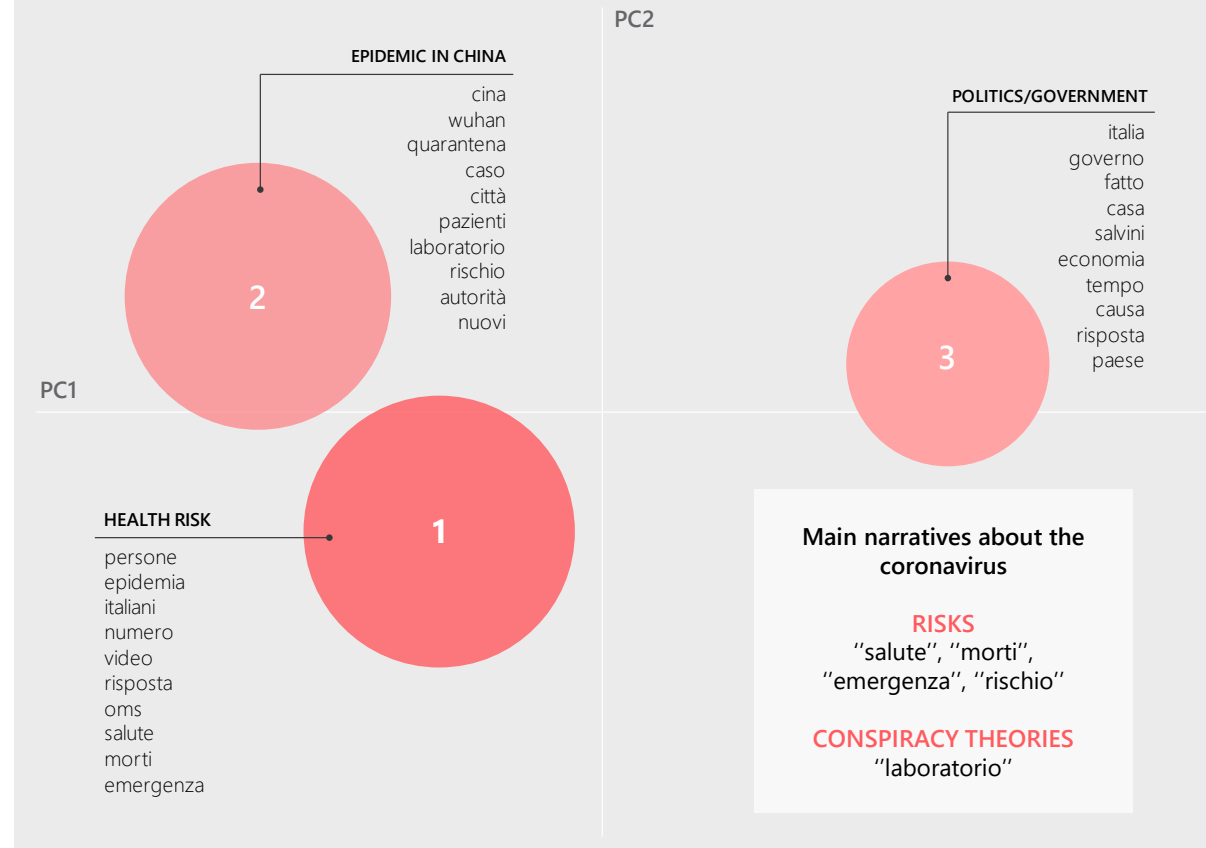 PC2
EPIDEMIC IN CHINA
cina
wuhan
quarantena
caso
città
pazienti
laboratorio
rischio
autorità
nuovi
2
POLITICS/GOVERNMENT
italia
governo
fatto
casa
salvini
economia
tempo
causa
risposta
paese
3
PC1
HEALTH RISK
persone
epidemia
italiani
numero
video
risposta
oms
salute
morti
emergenza
1
Main narratives about the
coronavirus
RISKS
''salute'', ''morti'',
''emergenza'', ''rischio''
CONSPIRACY THEORIES
''laboratorio''